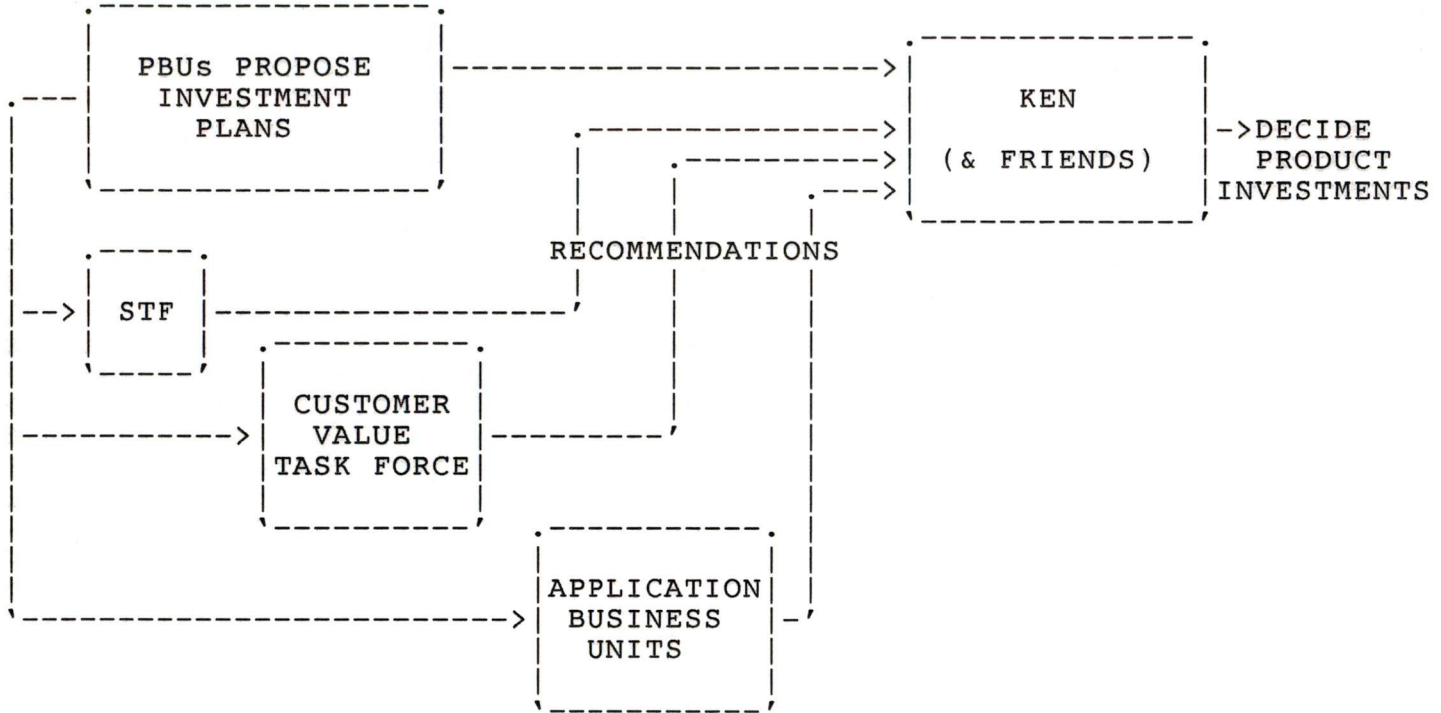 PBUs PROPOSE
INVESTMENT
PLANS
KEN
(& FRIENDS)
DECIDE
PRODUCT
INVESTMENTS
RECOMMENDATIONS
STF
CUSTOMER
VALUE
TASK FORCE
APPLICATION
BUSINESS
UNITS